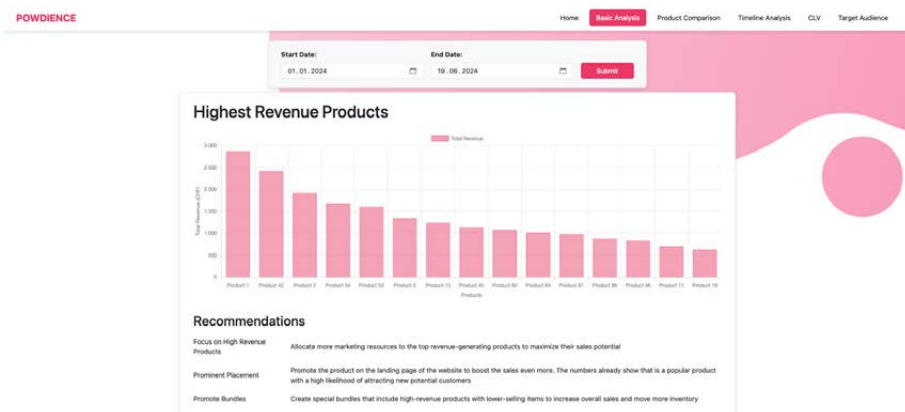 POWDIENCE
Home Basic Analysis Product Comparison Timeline Analysis CLV Target Audience
Start Date: End Date:
01.01.2024 19.06.2024 Submit
Highest Revenue Products
Total Revenue
3.000
2.500
2.000
1.500
1.000
500
0
Total Revenue (CHF)
Product 1 Product 42 Product 2 Product 54 Product 53 Product Product 12 Product 45 Product 80 Product 84 Product 81 Product 86 Product 46 Product 11 Product 19
Products
Recommendations
Focus on High Revenue
Products
Allocate more marketing resources to the top revenue-generating products to maximize their sales potential
Prominent Placement
Promote the product on the landing page of the website to boost the sales even more. The numbers already show that is a popular product
with a high likelihood of attracting new potential customers
Promote Bundles
Create special bundles that include high-revenue products with lower-selling items to increase overall sales and move more inventory